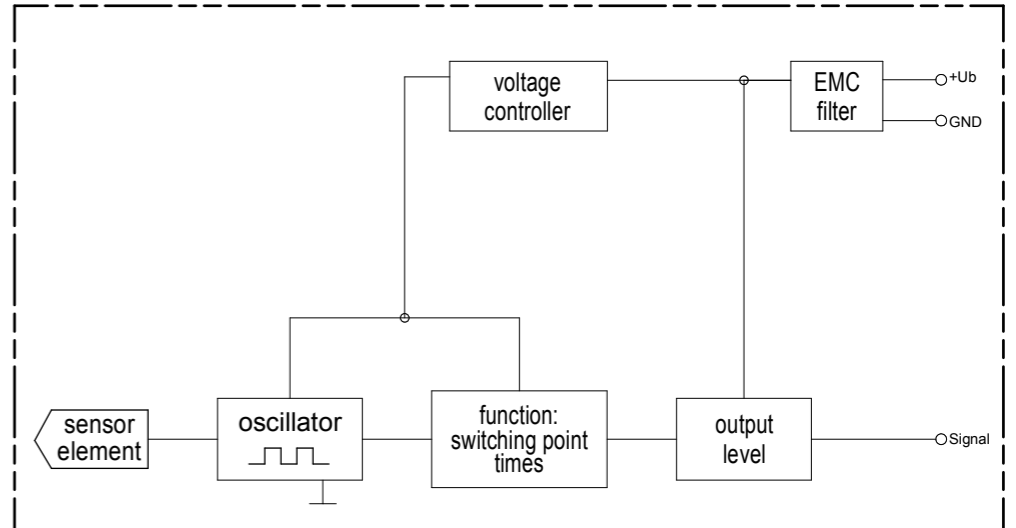 voltage
controller
EMC
filter
+Ub
GND
sensor
element
oscillator
function:
switching point
times
output
level
Signal